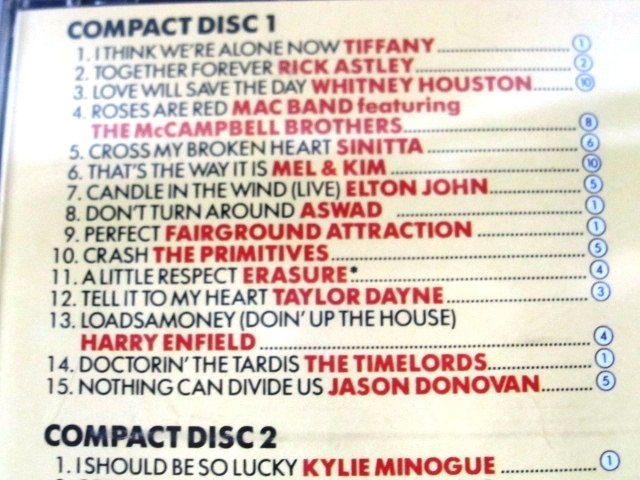 COMPACT DISC 1
1. I THINK WE'RE ALONE NOW TIFFANY 1
2. TOGETHER FOREVER RICK ASTLEY 2
3. LOVE WILL SAVE THE DAY WHITNEY HOUSTON 10
4. ROSES ARE RED MAC BAND featuring
THE McCAMPBELL BROTHERS 8
5. CROSS MY BROKEN HEART SINITTA 6
6. THAT'S THE WAY IT IS MEL & KIM 10
7. CANDLE IN THE WIND (LIVE) ELTON JOHN 5
8. DON'T TURN AROUND ASWAD 1
9. PERFECT FAIRGROUND ATTRACTION 1
10. CRASH THE PRIMITIVES 5
11. A LITTLE RESPECT ERASURE* 4
12. TELL IT TO MY HEART TAYLOR DAYNE 3
13. LOADSAMONEY (DOIN' UP THE HOUSE)
HARRY ENFIELD 4
14. DOCTORIN' THE TARDIS THE TIMELORDS 1
15. NOTHING CAN DIVIDE US JASON DONOVAN 5
COMPACT DISC 2
1. I SHOULD BE SO LUCKY KYLIE MINOGUE 1